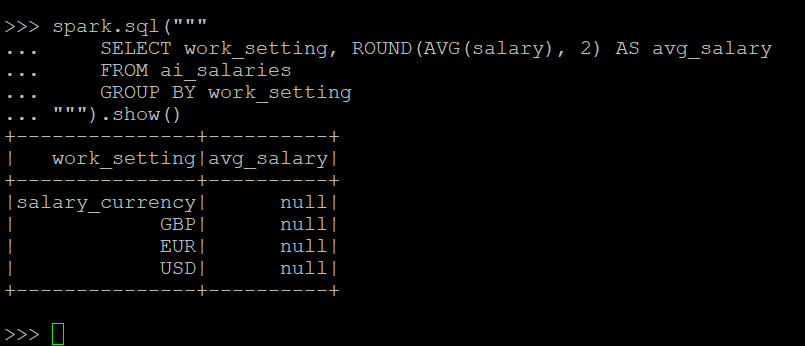 >>> spark.sql("""
...     SELECT work_setting, ROUND(AVG(salary), 2) AS avg_salary
...     FROM ai_salaries
...     GROUP BY work_setting
... """).show()
+---------------+----------+
|   work_setting|avg_salary|
+---------------+----------+
|salary_currency|      null|
|            GBP|      null|
|            EUR|      null|
|            USD|      null|
+---------------+----------+
>>>